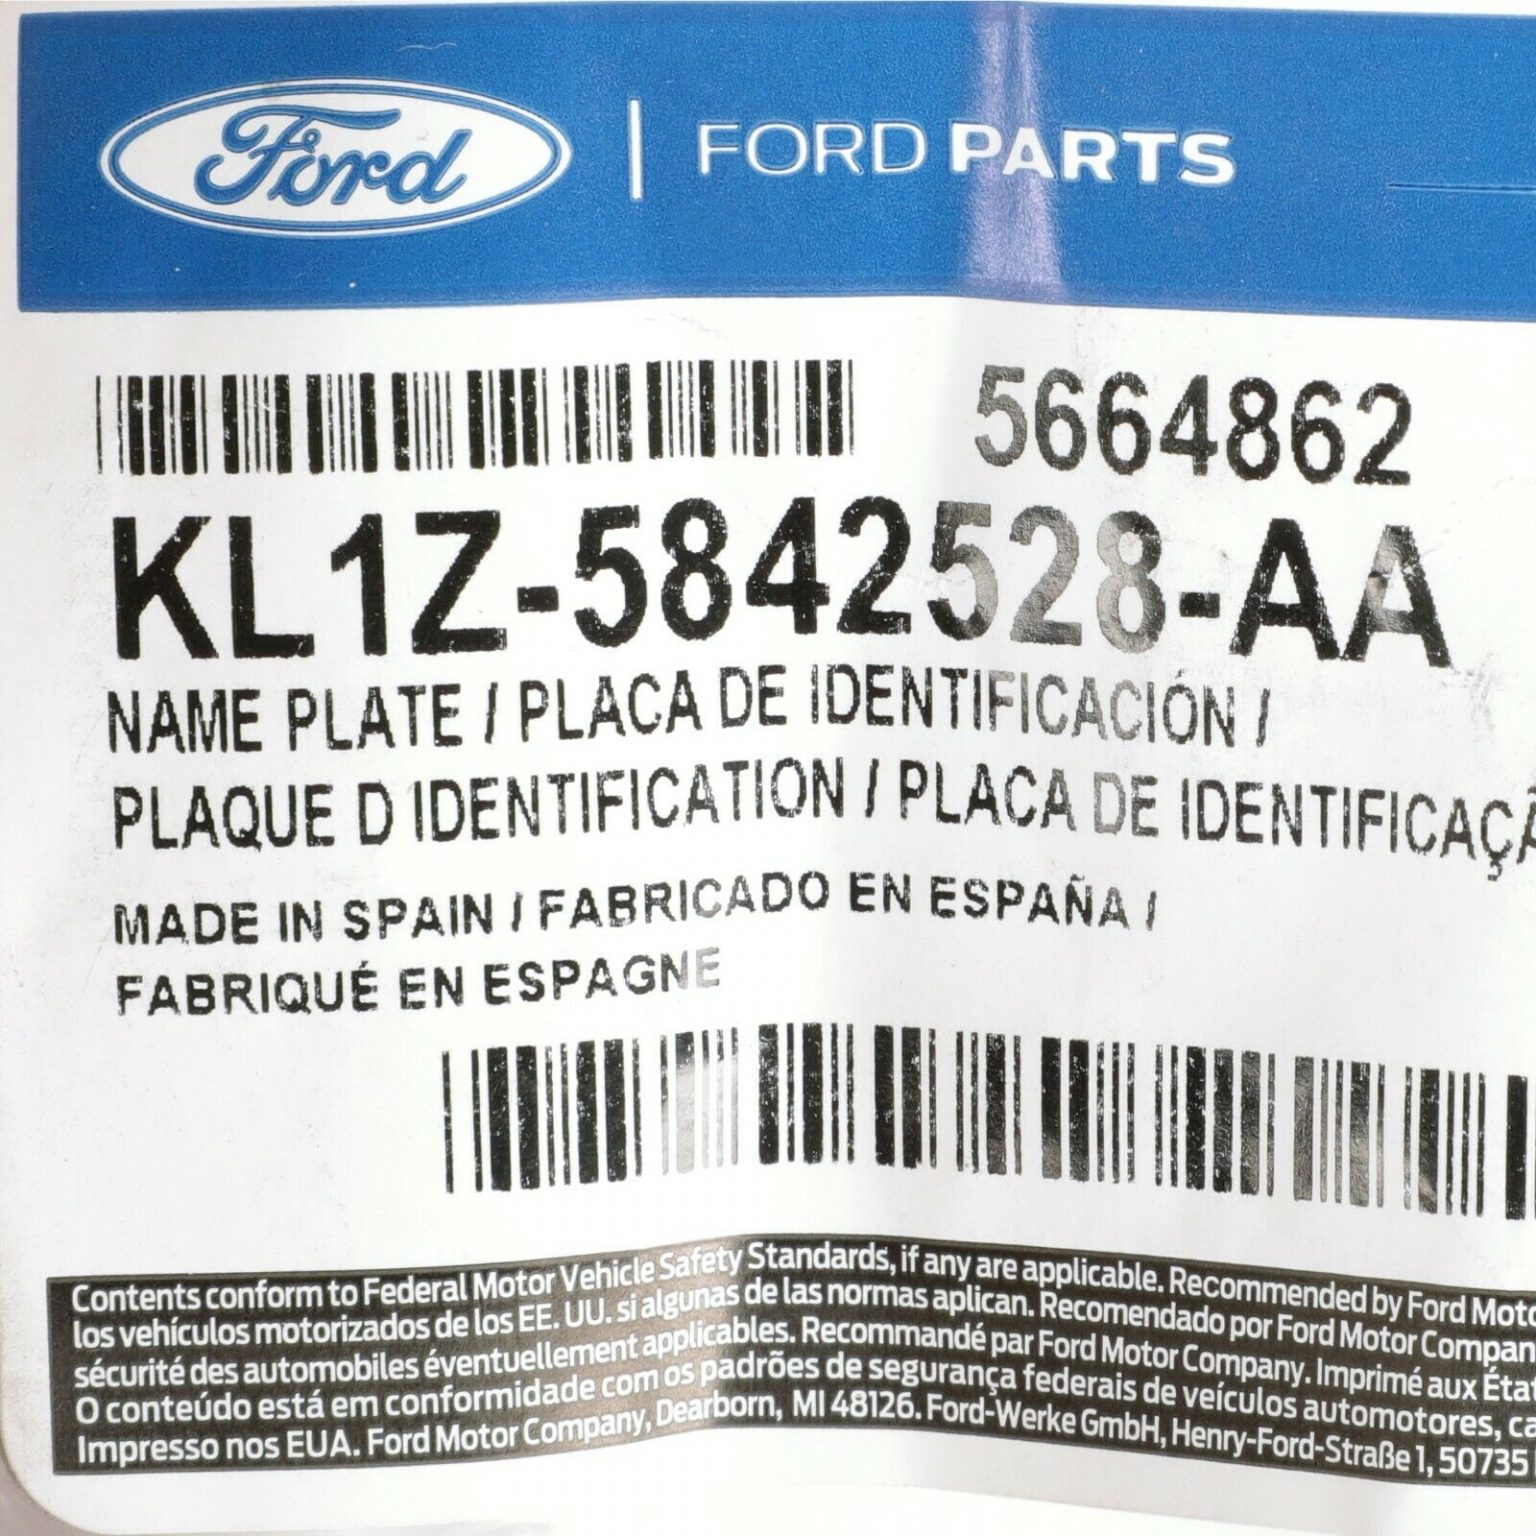 Ford | FORD PARTS
5664862
KL1Z-5842528-AA
NAME PLATE / PLACA DE IDENTIFICACIÓN /
PLAQUE D IDENTIFICATION / PLACA DE IDENTIFICAÇÃ
MADE IN SPAIN / FABRICADO EN ESPAÑA /
FABRIQUÉ EN ESPAGNE
Contents conform to Federal Motor Vehicle Safety Standards, if any are applicable. Recommended by Ford Moto
los vehículos motorizados de los EE. UU. si algunas de las normas aplican. Recomendado por Ford Motor Compan
sécurité des automobiles éventuellement applicables. Recommandé par Ford Motor Company. Imprimé aux État
O conteúdo está em conformidade com os padrões de segurança federais de veículos automotores, ca
Impresso nos EUA. Ford Motor Company, Dearborn, MI 48126. Ford-Werke GmbH, Henry-Ford-Straße 1, 50735